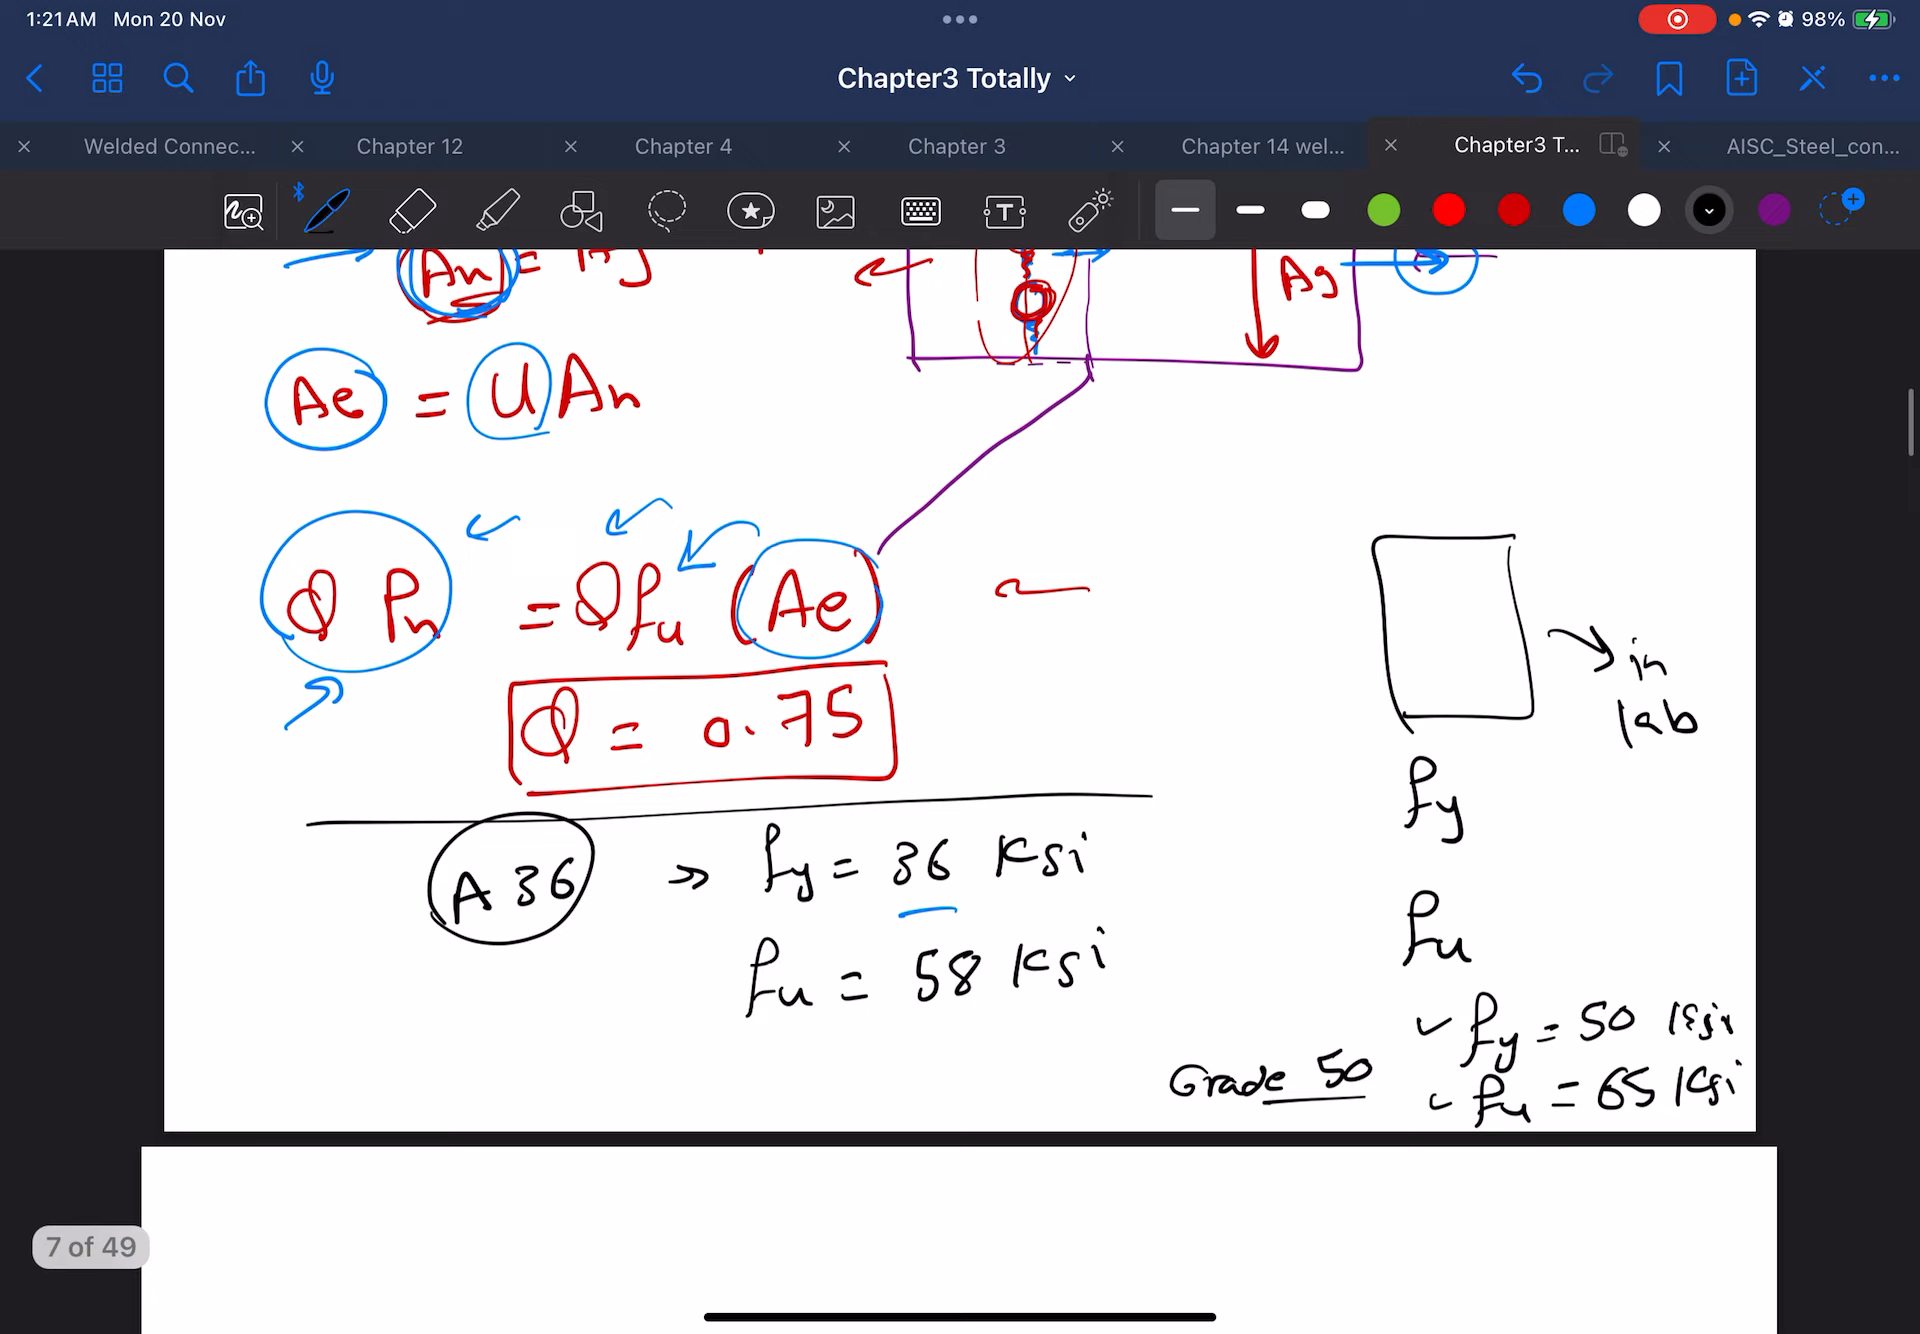 1:21 AM Mon 20 Nov
98%
Chapter3 Totally
Welded Connec...
Chapter 12
Chapter 4
Chapter 3
Chapter 14 wel...
Chapter3 T...
AISC_Steel_con...
T
An = Ag
Ag
Ae = U An
Ø Pn = Ø fu (Ae)
in
lab
Ø = 0.75
fy
A 36 » fy = 36 Ksi
fu
fu = 58 Ksi
fy = 50 Ksi
Grade 50
fu = 65 Ksi
7 of 49